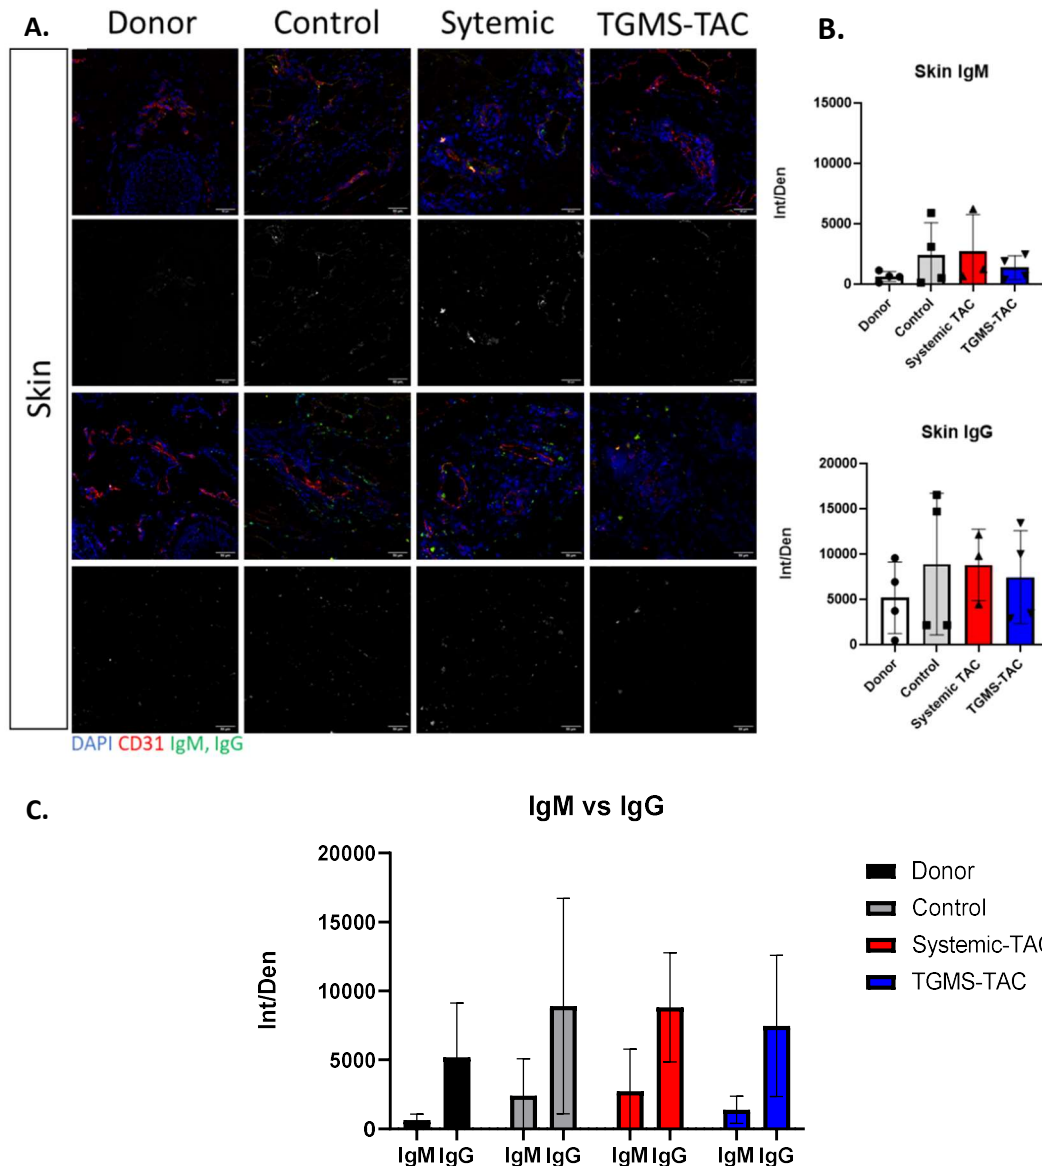 A.
Donor
Control
Sytemic
TGMS-TAC
Skin
DAPI CD31 IgM, IgG
B.
Skin IgM
Int/Den
15000
10000
5000
0
Donor
Control
Systemic TAC
TGMS-TAC
Skin IgG
Int/Den
20000
15000
10000
5000
0
Donor
Control
Systemic TAC
TGMS-TAC
C.
IgM vs IgG
Int/Den
20000
15000
10000
5000
0
IgM IgG
IgM IgG
IgM IgG
IgM IgG
Donor
Control
Systemic-TAC
TGMS-TAC